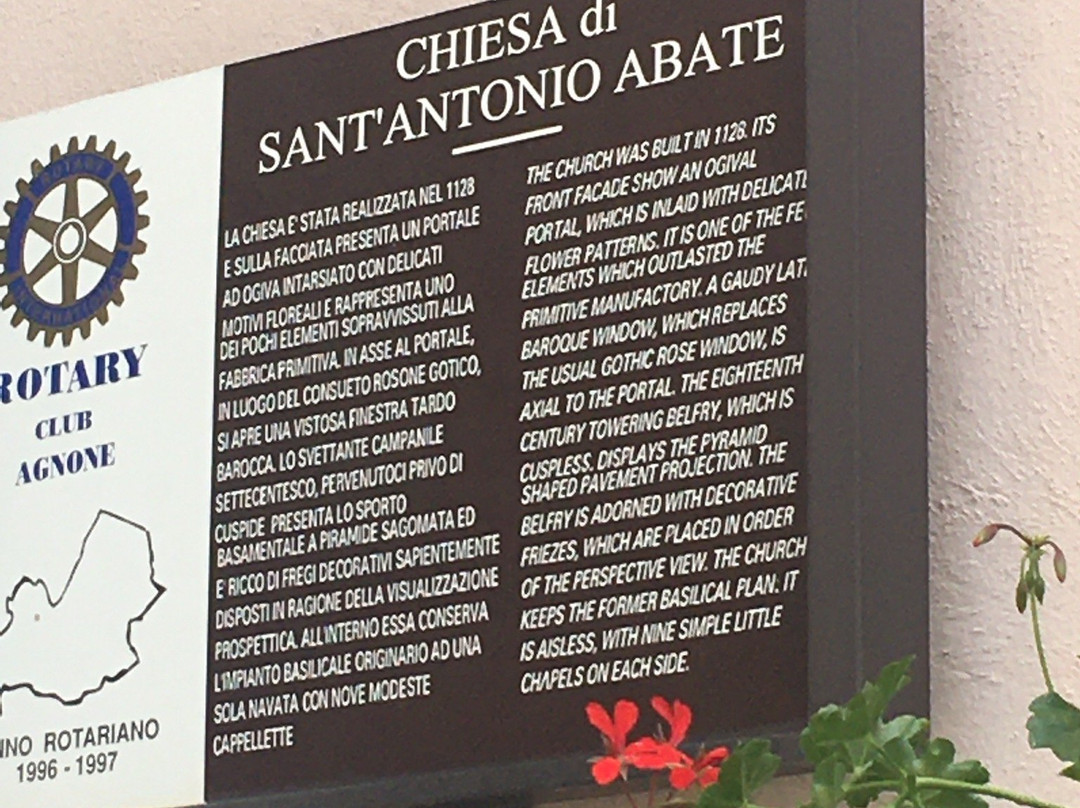 CHIESA di
SANT'ANTONIO ABATE
ROTARY
INTERNATIONAL
ROTARY
CLUB
AGNONE
ANNO ROTARIANO
1996 - 1997
LA CHIESA E' STATA REALIZZATA NEL 1128
E SULLA FACCIATA PRESENTA UN PORTALE
AD OGIVA INTARSIATO CON DELICATI
MOTIVI FLOREALI E RAPPRESENTA UNO
DEI POCHI ELEMENTI SOPRAVVISSUTI ALLA
FABBRICA PRIMITIVA. IN ASSE AL PORTALE,
IN LUOGO DEL CONSUETO ROSONE GOTICO,
SI APRE UNA VISTOSA FINESTRA TARDO
BAROCCA. LO SVETTANTE CAMPANILE
SETTECENTESCO, PERVENUTOCI PRIVO DI
CUSPIDE PRESENTA LO SPORTO
BASAMENTALE A PIRAMIDE SAGOMATA ED
E' RICCO DI FREGI DECORATIVI SAPIENTEMENTE
DISPOSTI IN RAGIONE DELLA VISUALIZZAZIONE
PROSPETTICA. ALL'INTERNO ESSA CONSERVA
L'IMPIANTO BASILICALE ORIGINARIO AD UNA
SOLA NAVATA CON NOVE MODESTE
CAPPELLETTE
THE CHURCH WAS BUILT IN 1128. ITS
FRONT FACADE SHOW AN OGIVAL
PORTAL, WHICH IS INLAID WITH DELICATE
FLOWER PATTERNS. IT IS ONE OF THE FE
ELEMENTS WHICH OUTLASTED THE
PRIMITIVE MANUFACTORY. A GAUDY LATE
BAROQUE WINDOW, WHICH REPLACES
THE USUAL GOTHIC ROSE WINDOW, IS
AXIAL TO THE PORTAL. THE EIGHTEENTH
CENTURY TOWERING BELFRY, WHICH IS
CUSPLESS, DISPLAYS THE PYRAMID
SHAPED PAVEMENT PROJECTION. THE
BELFRY IS ADORNED WITH DECORATIVE
FRIEZES, WHICH ARE PLACED IN ORDER
OF THE PERSPECTIVE VIEW. THE CHURCH
KEEPS THE FORMER BASILICAL PLAN: IT
IS AISLESS, WITH NINE SIMPLE LITTLE
CHAPELS ON EACH SIDE.